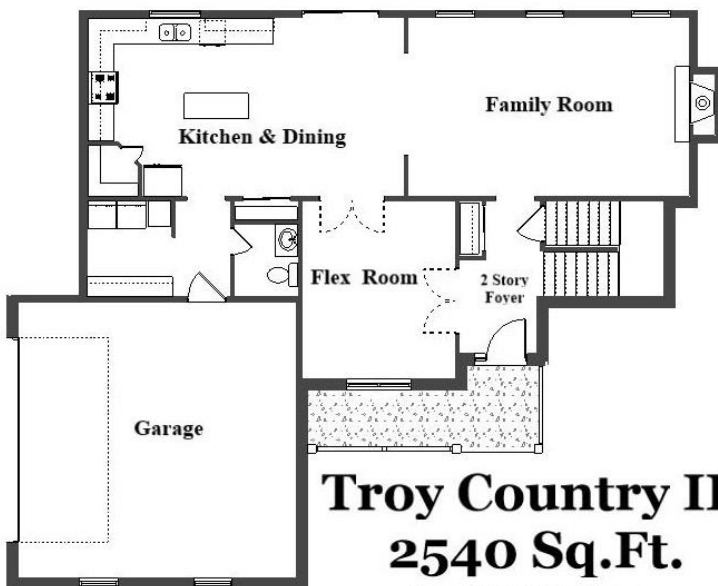 Family Room
Kitchen & Dining
Flex Room
2 Story
Foyer
Garage
Troy Country II
2540 Sq.Ft.